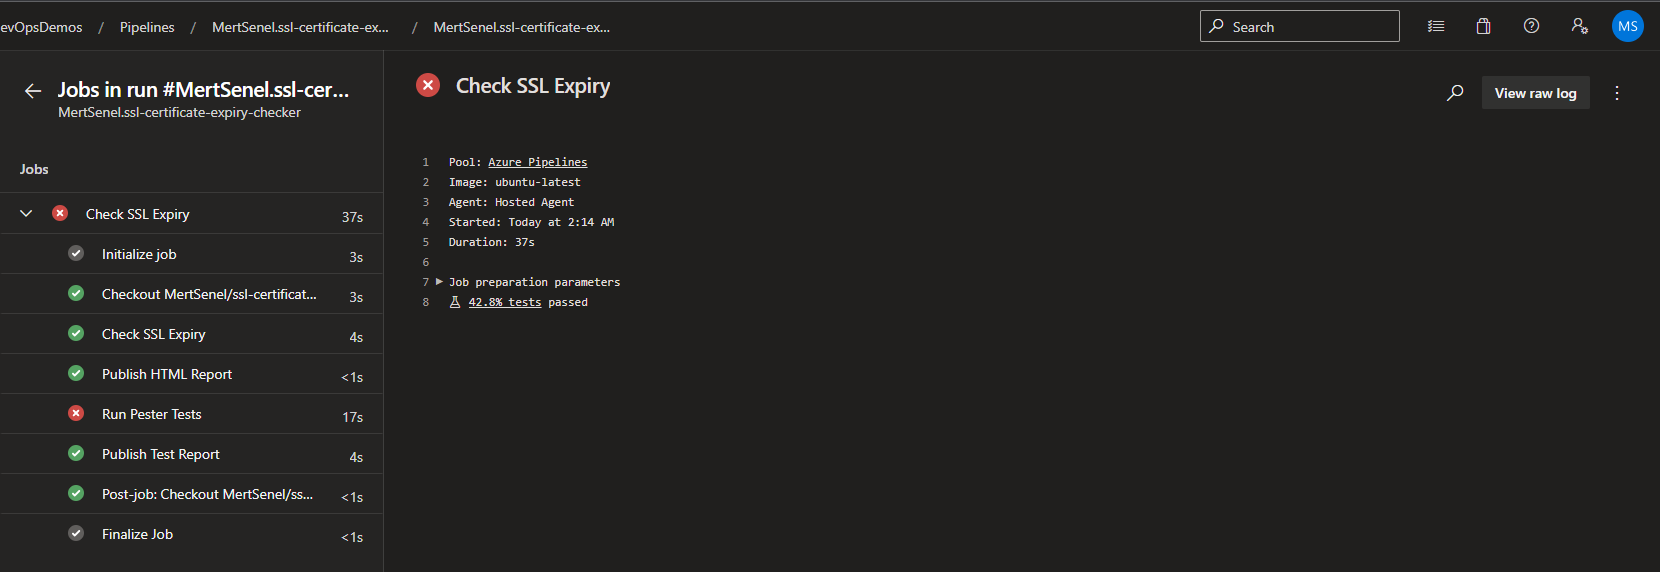 evOpsDemos / Pipelines / MertSenel.ssl-certificate-ex... / MertSenel.ssl-certificate-ex...
Search
MS
Jobs in run #MertSenel.ssl-cer...
MertSenel.ssl-certificate-expiry-checker
Jobs
Check SSL Expiry 37s
Initialize job 3s
Checkout MertSenel/ssl-certificat... 3s
Check SSL Expiry 4s
Publish HTML Report <1s
Run Pester Tests 17s
Publish Test Report 4s
Post-job: Checkout MertSenel/ss... <1s
Finalize Job <1s
Check SSL Expiry
View raw log
1 Pool: Azure Pipelines
2 Image: ubuntu-latest
3 Agent: Hosted Agent
4 Started: Today at 2:14 AM
5 Duration: 37s
6
7 Job preparation parameters
8 42.8% tests passed